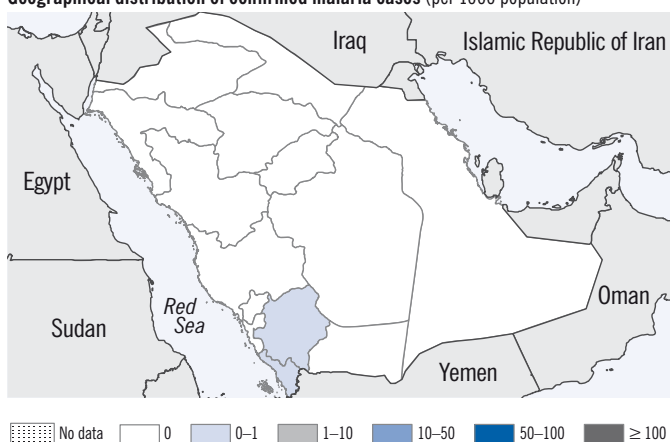 Geographical distribution of confirmed malaria cases (per 1000 population)
Iraq
Islamic Republic of Iran
Egypt
Red
Sea
Oman
Sudan
Yemen
No data 0 0–1 1–10 10–50 50–100 ≥ 100